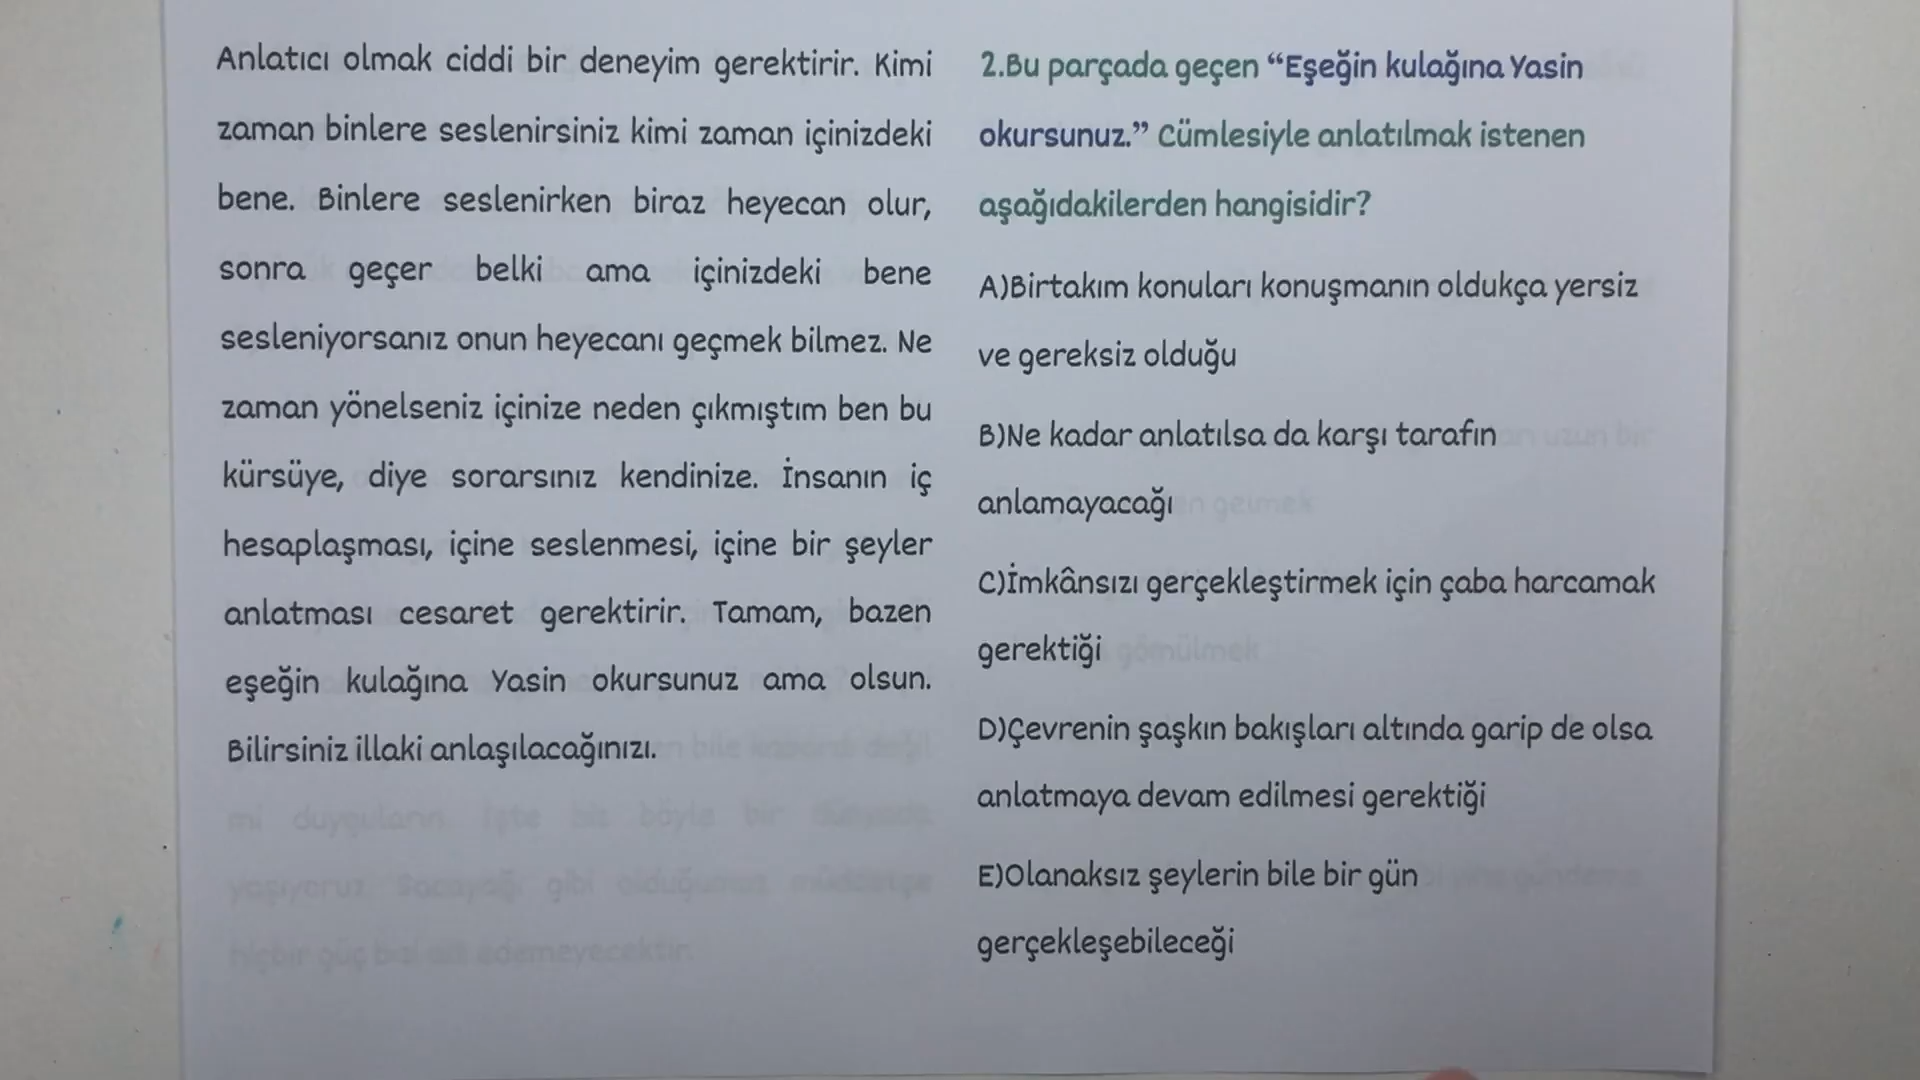 Anlatıcı olmak ciddi bir deneyim gerektirir. Kimi
zaman binlere seslenirsiniz kimi zaman içinizdeki
bene. Binlere seslenirken biraz heyecan olur,
sonra geçer belki ama içinizdeki bene
sesleniyorsanız onun heyecanı geçmek bilmez. Ne
zaman yönelseniz içinize neden çıkmıştım ben bu
kürsüye, diye sorarsınız kendinize. İnsanın iç
hesaplaşması, içine seslenmesi, içine bir şeyler
anlatması cesaret gerektirir. Tamam, bazen
eşeğin kulağına Yasin okursunuz ama olsun.
Bilirsiniz illaki anlaşılacağınızı.
2.Bu parçada geçen “Eşeğin kulağına Yasin
okursunuz.” Cümlesiyle anlatılmak istenen
aşağıdakilerden hangisidir?
A)Birtakım konuları konuşmanın oldukça yersiz
ve gereksiz olduğu
B)Ne kadar anlatılsa da karşı tarafın
anlamayacağı
C)İmkânsızı gerçekleştirmek için çaba harcamak
gerektiği
D)Çevrenin şaşkın bakışları altında garip de olsa
anlatmaya devam edilmesi gerektiği
E)Olanaksız şeylerin bile bir gün
gerçekleşebileceği